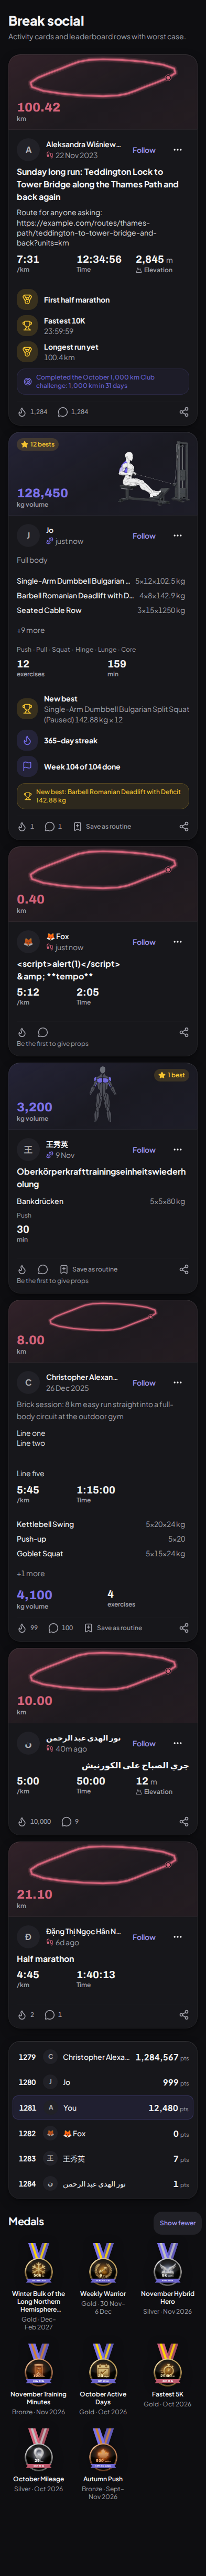 Break social
Activity cards and leaderboard rows with worst case.
100.42
km
A
Aleksandra Wiśniew...
22 Nov 2023
Follow
Sunday long run: Teddington Lock to
Tower Bridge along the Thames Path and
back again
Route for anyone asking:
https://example.com/routes/thames-
path/teddington-to-tower-bridge-and-
back?units=km
7:31 12:34:56 2,845 m
/km Time Elevation
First half marathon
Fastest 10K
23:59:59
Longest run yet
100.4 km
Completed the October 1,000 km Club
challenge: 1,000 km in 31 days
1,284 1,284
12 bests
128,450
kg volume
J
Jo
just now
Follow
Full body
Single-Arm Dumbbell Bulgarian ... 5×12×102.5 kg
Barbell Romanian Deadlift with D... 4×8×142.9 kg
Seated Cable Row 3×15×1250 kg
+9 more
Push · Pull · Squat · Hinge · Lunge · Core
12 159
exercises min
New best
Single-Arm Dumbbell Bulgarian Split Squat
(Paused) 142.88 kg × 12
365-day streak
Week 104 of 104 done
New best: Barbell Romanian Deadlift with Deficit
142.88 kg
1 1 Save as routine
0.40
km
🦊 Fox
just now
Follow
<script>alert(1)</script>
&amp; **tempo**
5:12 2:05
/km Time
Be the first to give props
1 best
3,200
kg volume
王
王秀英
9 Nov
Follow
Oberkörperkrafttrainingseinheitswiederh
olung
Bankdrücken 5×5×80 kg
Push
30
min
Save as routine
Be the first to give props
8.00
km
C
Christopher Alexan...
26 Dec 2025
Follow
Brick session: 8 km easy run straight into a full-
body circuit at the outdoor gym
Line one
Line two
Line five
5:45 1:15:00
/km Time
Kettlebell Swing 5×20×24 kg
Push-up 5×20
Goblet Squat 5×15×24 kg
+1 more
4,100 4
kg volume exercises
99 100 Save as routine
10.00
km
ن
نور الهدى عبد الرحمن
40m ago
Follow
جري الصباح على الكورنيش
5:00 50:00 12 m
/km Time Elevation
10,000 9
21.10
km
Đ
Đặng Thị Ngọc Hân N...
6d ago
Follow
Half marathon
4:45 1:40:13
/km Time
2 1
1279 C Christopher Alexa... 1,284,567 pts
1280 J Jo 999 pts
1281 A You 12,480 pts
1282 🦊 Fox 0 pts
1283 王 王秀英 7 pts
1284 ن نور الهدى عبد الرحمن 1 pts
Medals
Show fewer
Winter Bulk of the
Long Northern
Hemisphere...
Gold · Dec–
Feb 2027
Weekly Warrior
Gold · 30 Nov–
6 Dec
November Hybrid
Hero
Silver · Nov 2026
November Training
Minutes
Bronze · Nov 2026
October Active
Days
Gold · Oct 2026
Fastest 5K
Gold · Oct 2026
October Mileage
Silver · Oct 2026
Autumn Push
Bronze · Sept–
Nov 2026